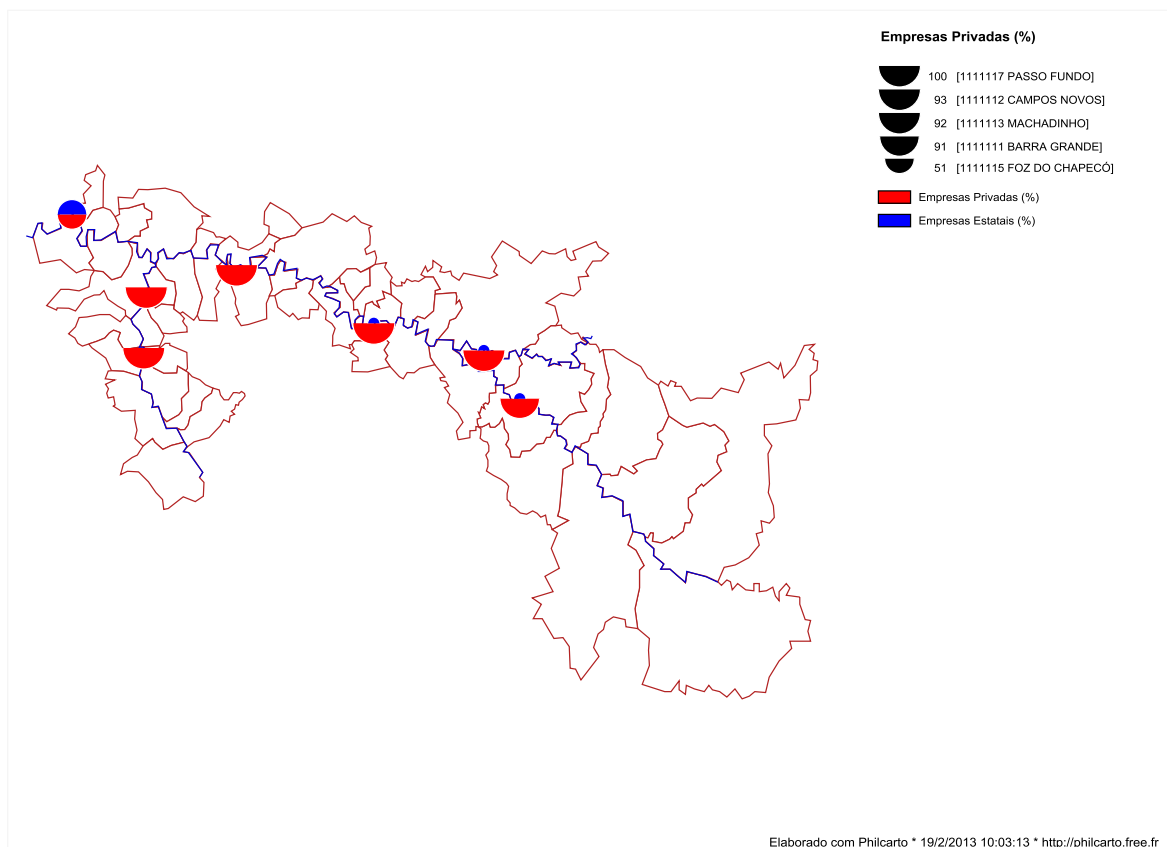 Empresas Privadas (%)
100 [1111117 PASSO FUNDO]
93 [1111112 CAMPOS NOVOS]
92 [1111113 MACHADINHO]
91 [1111111 BARRA GRANDE]
51 [1111115 FOZ DO CHAPECÓ]
Empresas Privadas (%)
Empresas Estatais (%)
Elaborado com Philcarto * 19/2/2013 10:03:13 * http://philcarto.free.fr